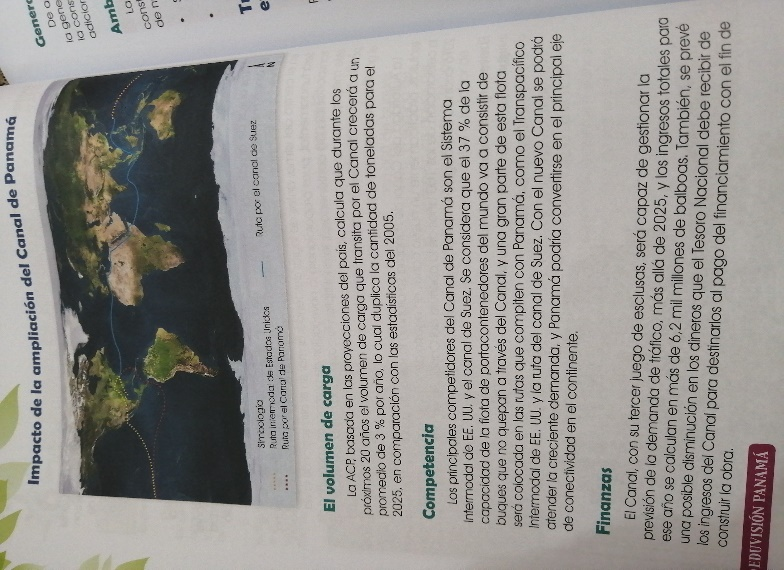 Impacto de la ampliación del Canal de Panamá
Simbología
Ruta intermodal de Estados Unidos
Ruta por el Canal de Panamá
Ruta por el canal de Suez
N
El volumen de carga
La ACP basada en las proyecciones del país, calcula que durante los
próximos 20 años el volumen de carga que transita por el Canal crecerá a un
promedio de 3 % por año, lo cual duplica la cantidad de toneladas para el
2025, en comparación con las estadísticas del 2005.
Competencia
Los principales competidores del Canal de Panamá son el Sistema
Intermodal de EE. UU. y el canal de Suez. Se considera que el 37 % de la
capacidad de la flota de portacontenedores del mundo va a consistir de
buques que no quepan a través del Canal, y una gran parte de esta flota
será colocada en las rutas que compiten con Panamá, como el Transpacífico
Intermodal de EE. UU. y la ruta del canal de Suez. Con el nuevo Canal se podrá
atender la creciente demanda, y Panamá podría convertirse en el principal eje
de conectividad en el continente.
Finanzas
El Canal, con su tercer juego de esclusas, será capaz de gestionar la
previsión de la demanda de tráfico, más allá de 2025, y los ingresos totales para
ese año se calculan en más de 6,2 mil millones de balboas. También, se prevé
una posible disminución en los dineros que el Tesoro Nacional debe recibir de
los ingresos del Canal para destinarlos al pago del financiamiento con el fin de
construir la obra.
EDUVISIÓN PANAMÁ
De a
la cons
adicio
Amb
La
const
de n